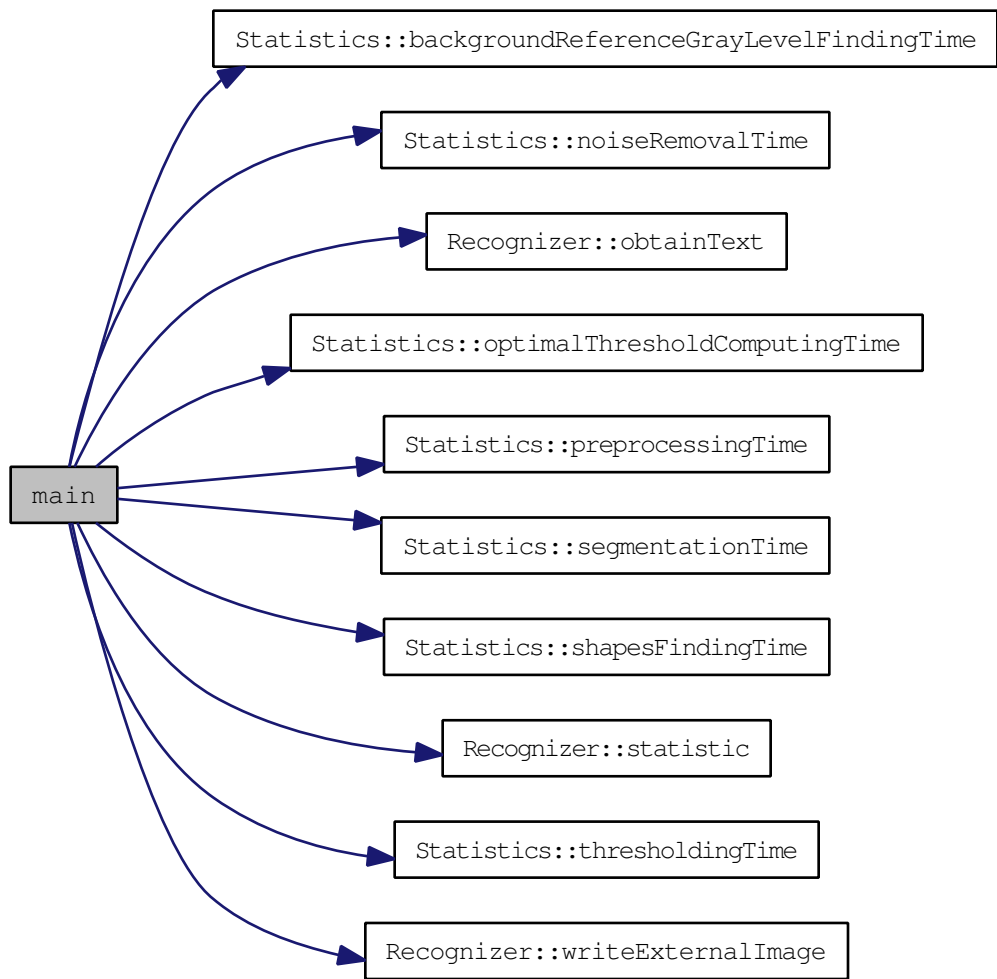 Statistics::backgroundReferenceGrayLevelFindingTime
Statistics::noiseRemovalTime
Recognizer::obtainText
Statistics::optimalThresholdComputingTime
Statistics::preprocessingTime
main
Statistics::segmentationTime
Statistics::shapesFindingTime
Recognizer::statistic
Statistics::thresholdingTime
Recognizer::writeExternalImage